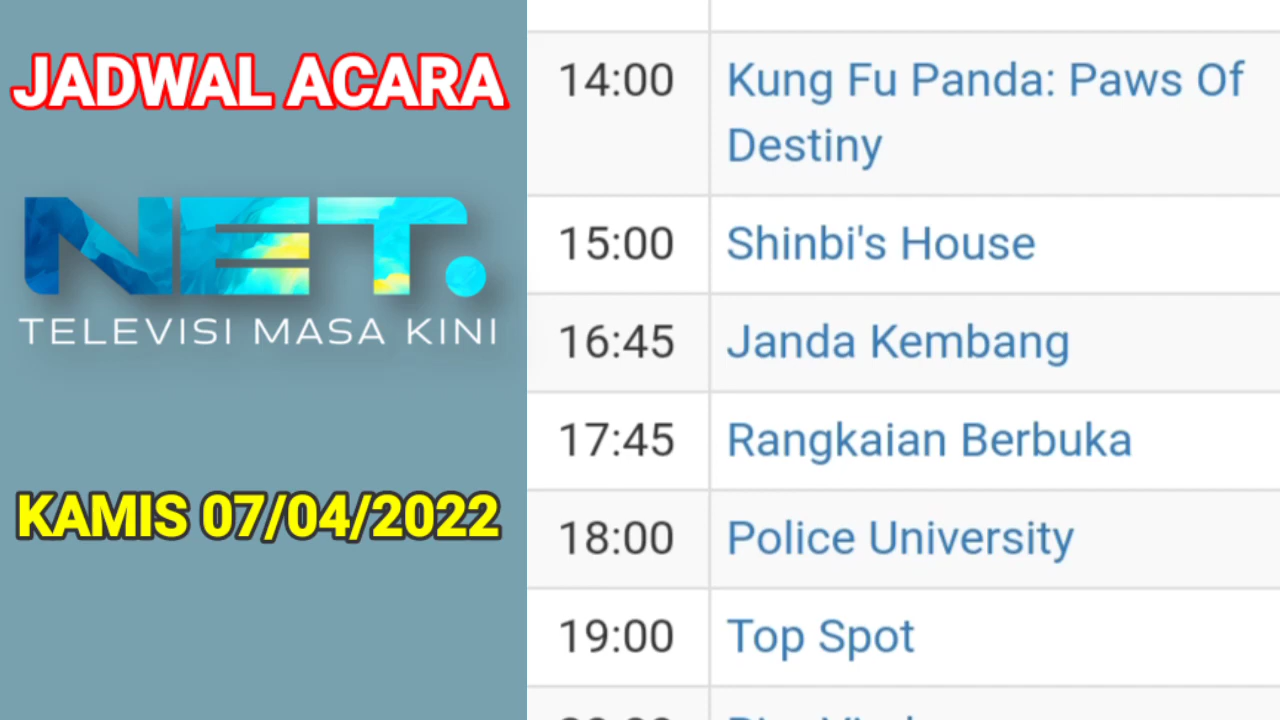 JADWAL ACARA
NET.
TELEVISI MASA KINI
KAMIS 07/04/2022
14:00 Kung Fu Panda: Paws Of
Destiny
15:00 Shinbi's House
16:45 Janda Kembang
17:45 Rangkaian Berbuka
18:00 Police University
19:00 Top Spot